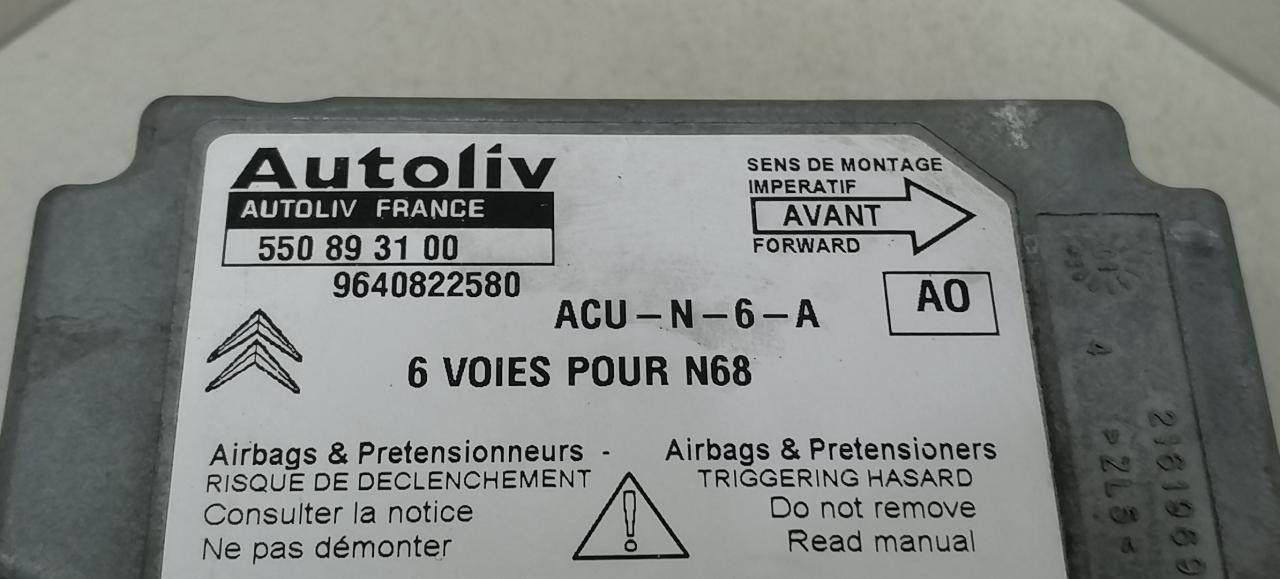 Autoliv
AUTOLIV FRANCE
550 89 31 00
9640822580
SENS DE MONTAGE
IMPERATIF
AVANT
FORWARD
ACU-N-6-A
AO
6 VOIES POUR N68
Airbags & Pretensionneurs -
RISQUE DE DECLENCHEMENT
Consulter la notice
Ne pas démonter
Airbags & Pretensioners
TRIGGERING HASARD
Do not remove
Read manual
!
4
>ZL5<